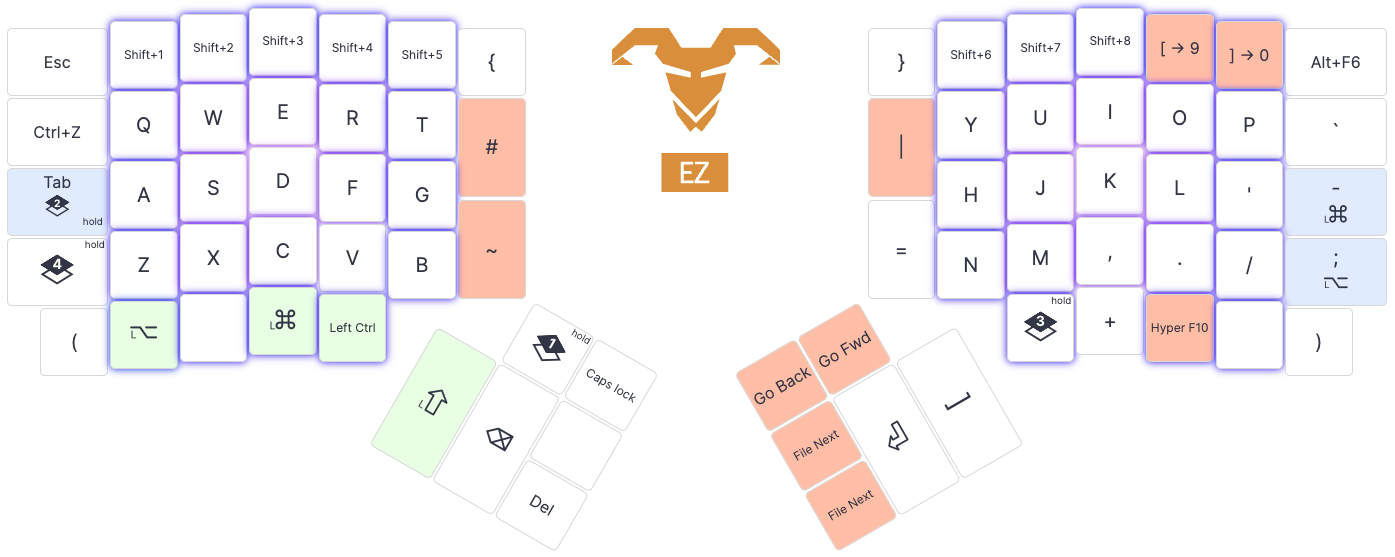 Esc Shift+1 Shift+2 Shift+3 Shift+4 Shift+5 {
} Shift+6 Shift+7 Shift+8 [ → 9 ] → 0 Alt+F6
Ctrl+Z Q W E R T #
| Y U I O P `
EZ
Tab 2 hold A S D F G
H J K L ' - L⌘
4 hold Z X C V B ~
= N M , . / ; L⌥
( L⌥ L⌘ Left Ctrl
3 hold + Hyper F10 )
L⇧ 1 hold Caps lock
Go Back Go Fwd
File Next
Del
File Next